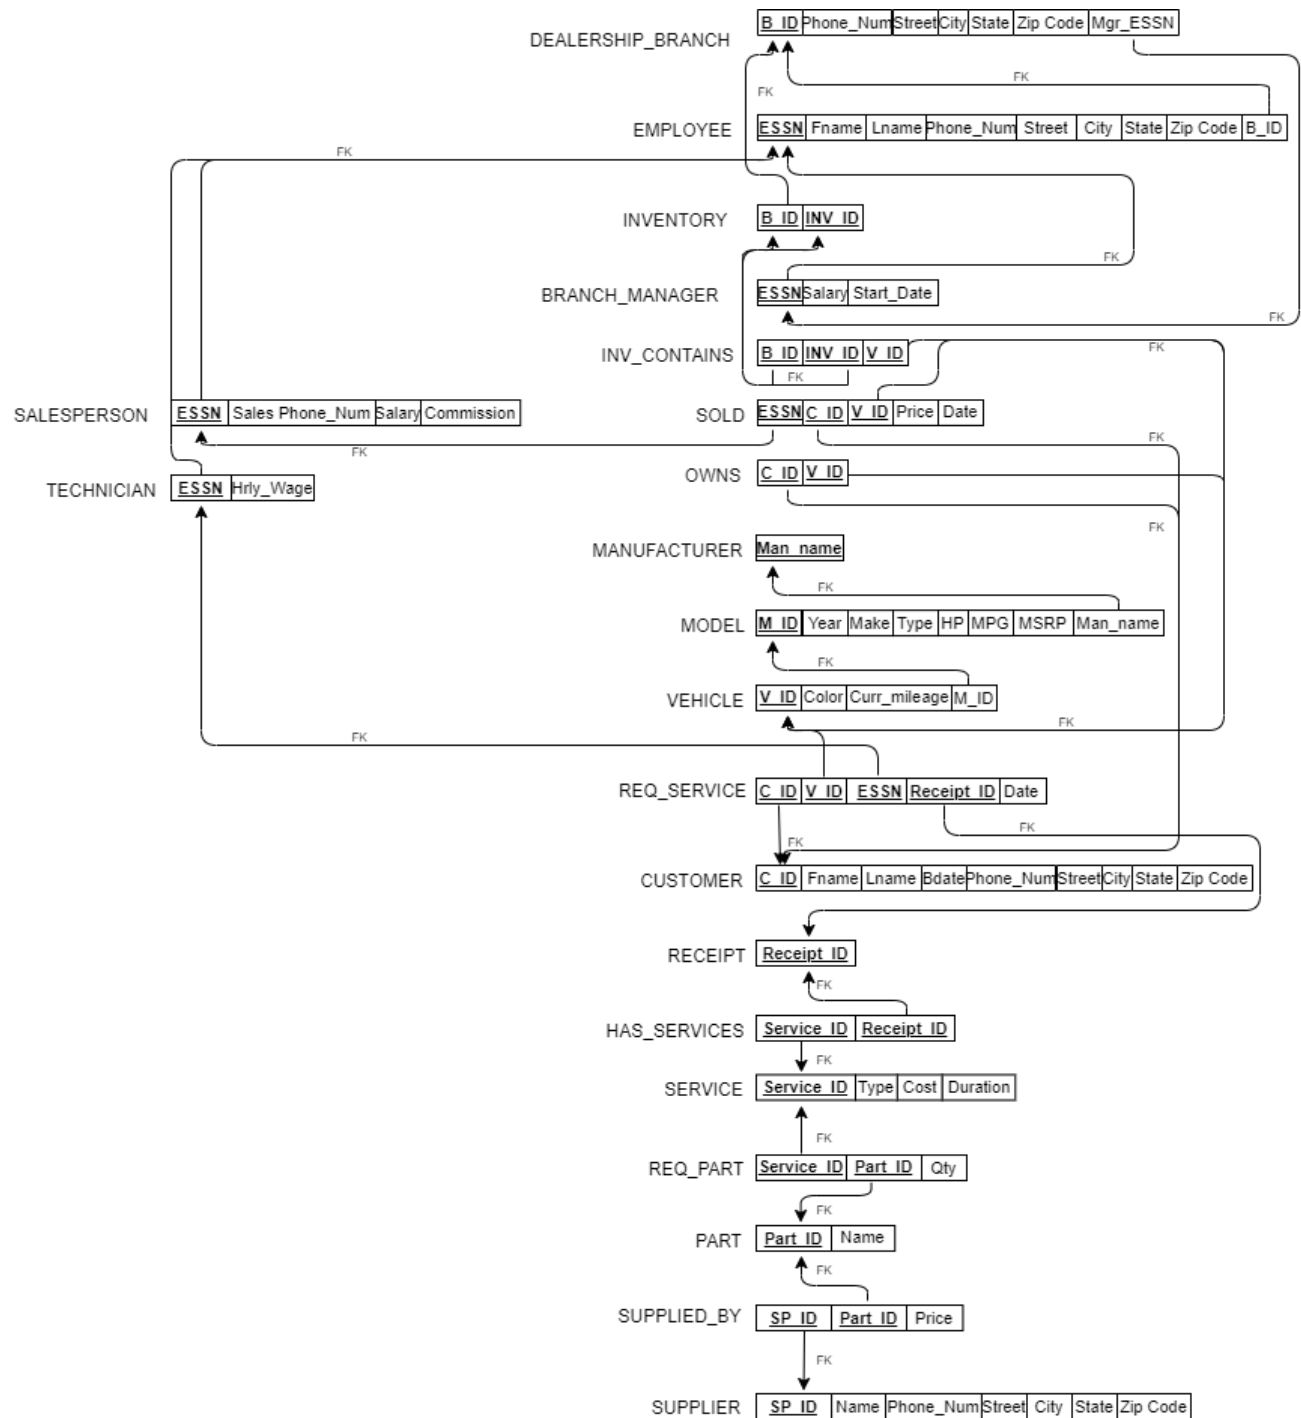 B_ID Phone_Num Street City State Zip Code Mgr_ESSN
DEALERSHIP_BRANCH
FK
FK
EMPLOYEE ESSN Fname Lname Phone_Num Street City State Zip Code B_ID
FK
INVENTORY B_ID INV_ID
FK
BRANCH_MANAGER ESSN Salary Start_Date
FK
INV_CONTAINS B_ID INV_ID V_ID FK
FK
SALESPERSON ESSN Sales Phone_Num Salary Commission
SOLD ESSN C_ID V_ID Price Date
FK
FK
OWNS C_ID V_ID
TECHNICIAN ESSN Hrly_Wage
FK
MANUFACTURER Man_name
FK
MODEL M_ID Year Make Type HP MPG MSRP Man_name
FK
VEHICLE V_ID Color Curr_mileage M_ID
FK
FK
REQ_SERVICE C_ID V_ID ESSN Receipt_ID Date
FK
FK
CUSTOMER C_ID Fname Lname Bdate Phone_Num Street City State Zip Code
RECEIPT Receipt_ID
FK
HAS_SERVICES Service_ID Receipt_ID
FK
SERVICE Service_ID Type Cost Duration
FK
REQ_PART Service_ID Part_ID Qty
FK
PART Part_ID Name
FK
SUPPLIED_BY SP_ID Part_ID Price
FK
SUPPLIER SP_ID Name Phone_Num Street City State Zip Code